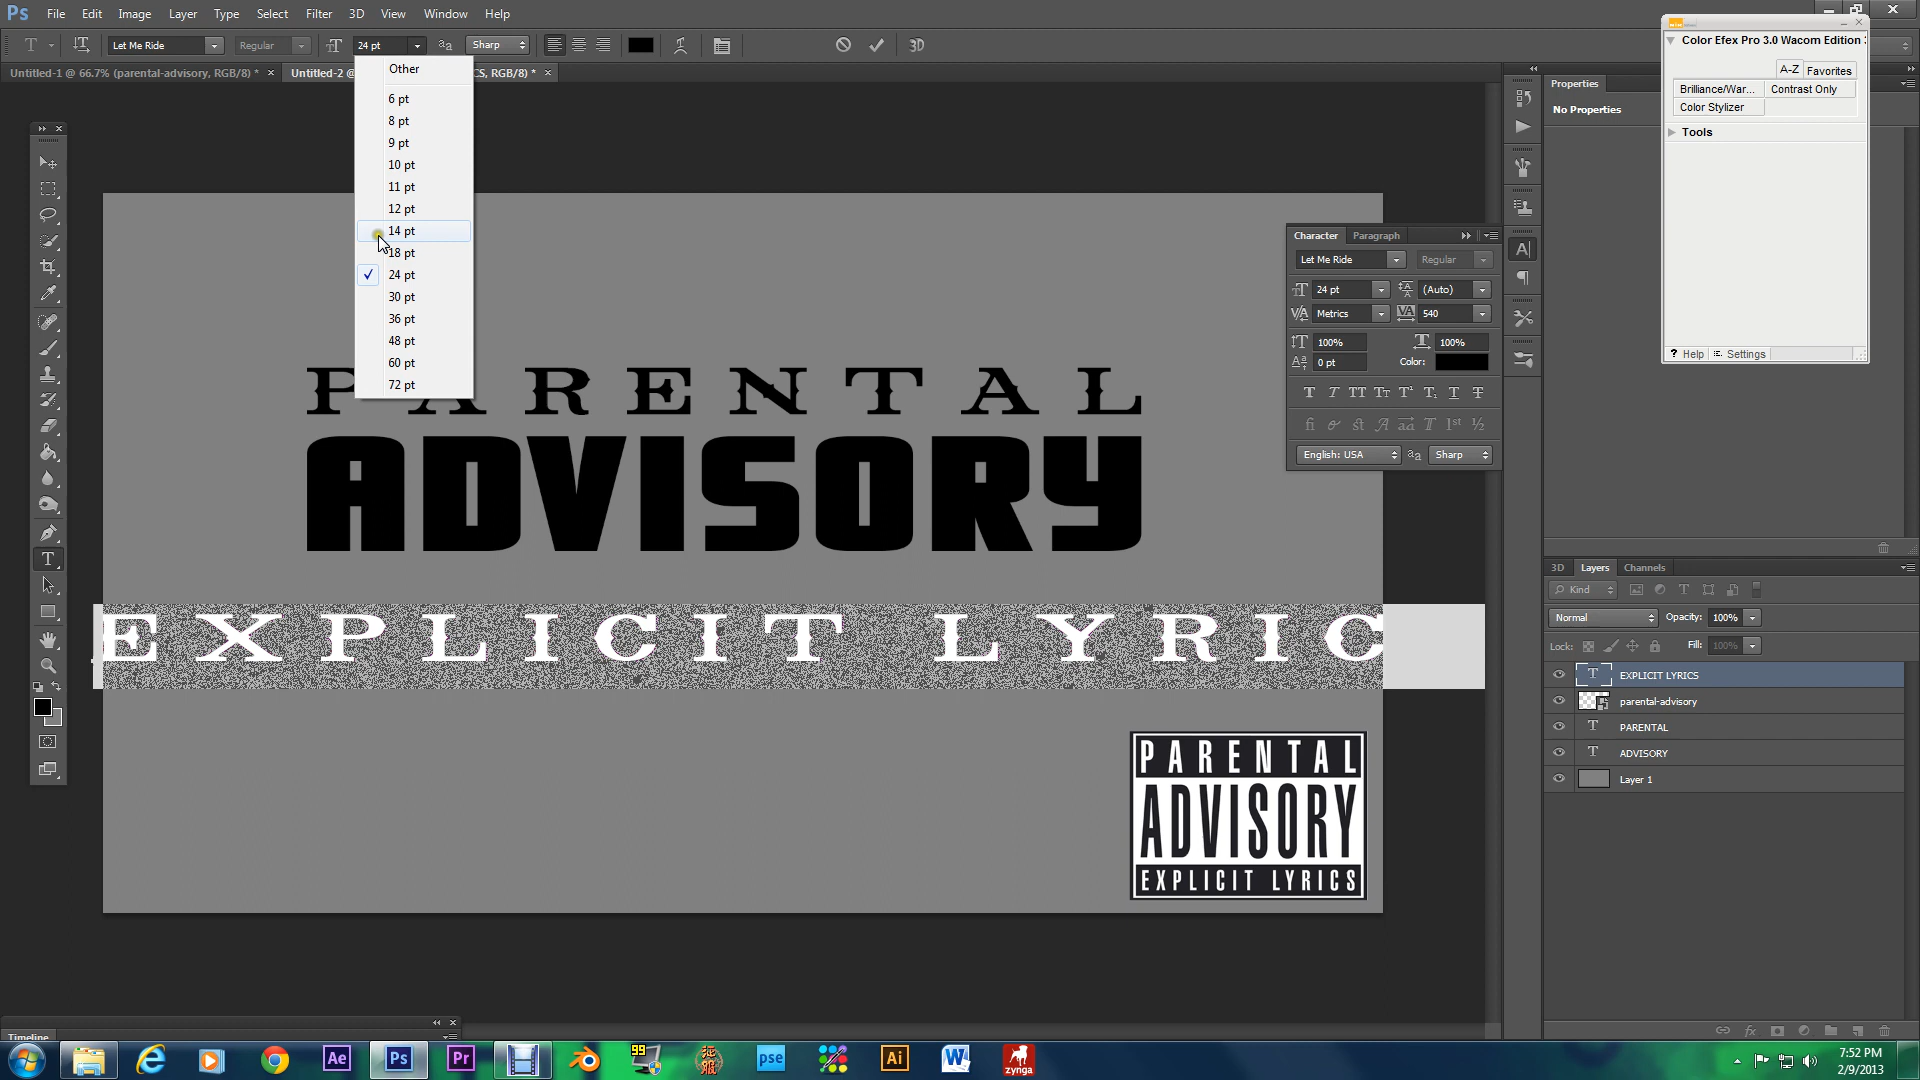 Ps File Edit Image Layer Type Select Filter 3D View Window Help
Let Me Ride Regular 24 pt Sharp 3D
Untitled-1 @ 66.7% (parental-advisory, RGB/8) * Untitled-2 @ CS, RGB/8) *
Other
6 pt
8 pt
9 pt
10 pt
11 pt
12 pt
14 pt
18 pt
24 pt
30 pt
36 pt
48 pt
60 pt
72 pt
PARENTAL
ADVISORY
EXPLICIT LYRIC
PARENTAL
ADVISORY
EXPLICIT LYRICS
Character Paragraph
Let Me Ride Regular
24 pt (Auto)
Metrics 540
100% 100%
0 pt Color:
English: USA Sharp
Properties
No Properties
Color Efex Pro 3.0 Wacom Edition
A-Z Favorites
Brilliance/War... Contrast Only
Color Stylizer
Tools
? Help Settings
3D Layers Channels
Kind
Normal Opacity: 100%
Lock: Fill: 100%
EXPLICIT LYRICS
parental-advisory
PARENTAL
ADVISORY
Layer 1
Timeline
Ae Ps Pr 99 pse Ai W zynga
7:52 PM
2/9/2013